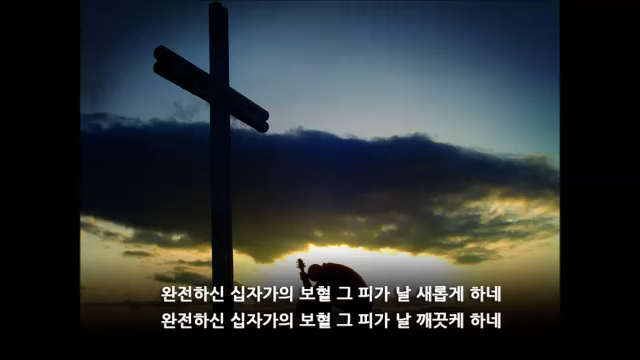 완전하신 십자가의 보혈 그 피가 날 새롭게 하네
완전하신 십자가의 보혈 그 피가 날 깨끗케 하네